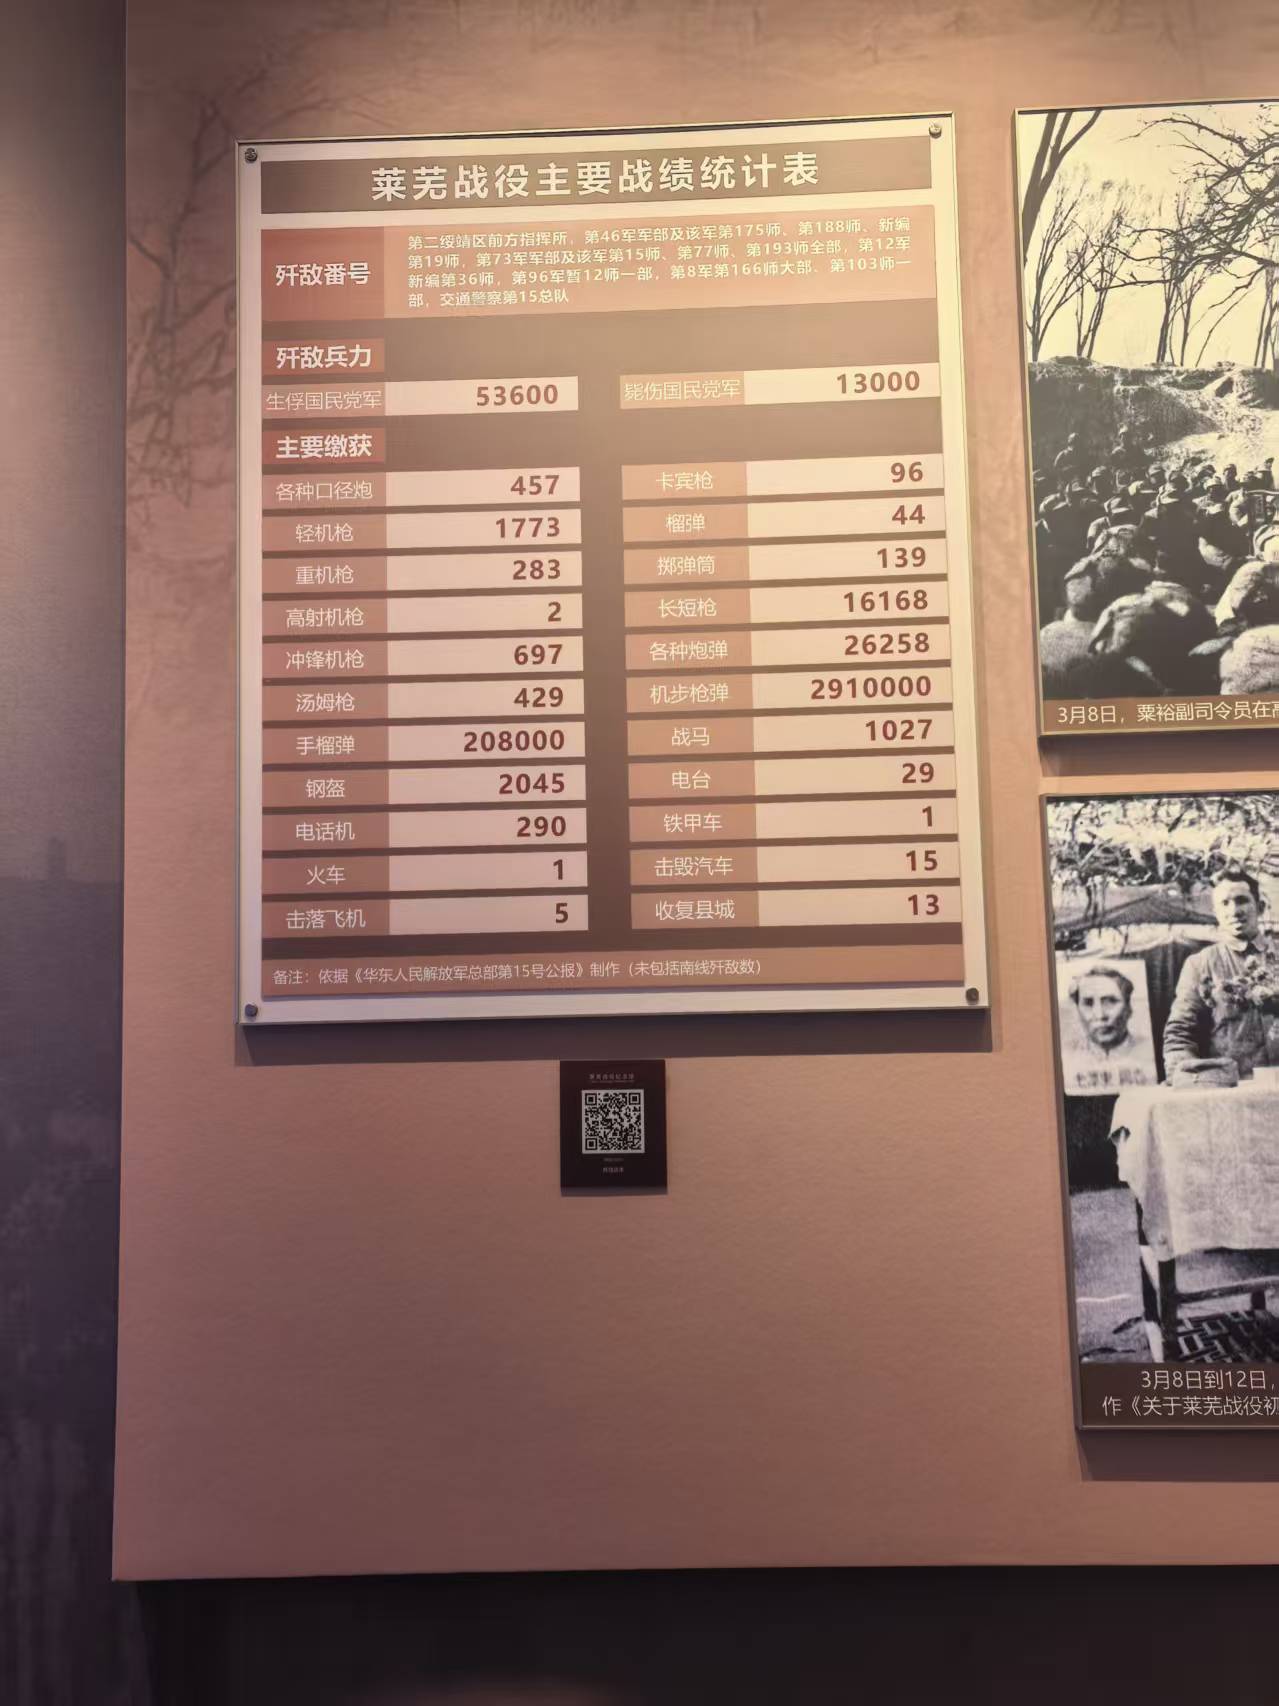 莱芜战役主要战绩统计表
歼敌番号
第二绥靖区前方指挥所，第46军军部及该军第175师、第188师、新编
第19师，第73军军部及该军第15师、第77师、第193师全部，第12军
新编第36师，第96军暂12师一部，第8军第166师大部、第103师一
部，交通警察第15总队
歼敌兵力
生俘国民党军 53600 毙伤国民党军 13000
主要缴获
各种口径炮 457 卡宾枪 96
轻机枪 1773 榴弹 44
重机枪 283 掷弹筒 139
高射机枪 2 长短枪 16168
冲锋机枪 697 各种炮弹 26258
汤姆枪 429 机步枪弹 2910000
手榴弹 208000 战马 1027
钢盔 2045 电台 29
电话机 290 铁甲车 1
火车 1 击毁汽车 15
击落飞机 5 收复县城 13
备注：依据《华东人民解放军总部第15号公报》制作（未包括南线歼敌数）
3月8日，粟裕副司令员在
3月8日到12日，
作《关于莱芜战役初